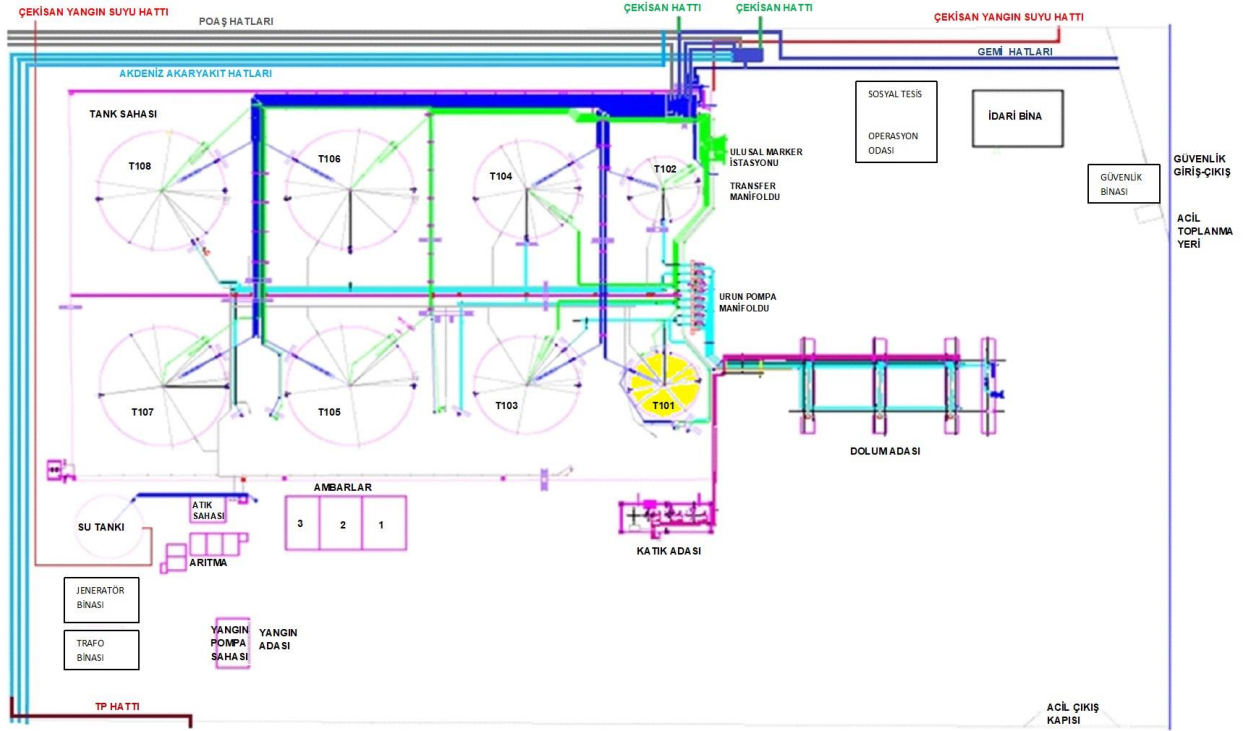 ÇEKİSAN YANGIN SUYU HATTI
POAŞ HATLARI
ÇEKİSAN HATTI
ÇEKİSAN HATTI
ÇEKİSAN YANGIN SUYU HATTI
GEMİ HATLARI
AKDENİZ AKARYAKIT HATLARI
TANK SAHASI
T108
T106
T104
T102
ULUSAL MARKER
İSTASYONU
TRANSFER
MANİFOLDU
SOSYAL TESİS
OPERASYON
ODASI
İDARİ BİNA
GÜVENLİK
BİNASI
GÜVENLİK
GİRİŞ-ÇIKIŞ
ACİL
TOPLANMA
YERİ
URUN POMPA
MANİFOLDU
T107
T105
T103
T101
DOLUM ADASI
SU TANKI
ATIK
SAHASI
AMBARLAR
3
2
1
ARITMA
KATIK ADASI
JENERATÖR
BİNASI
TRAFO
BİNASI
YANGIN
POMPA
SAHASI
YANGIN
ADASI
TP HATTI
ACİL ÇIKIŞ
KAPISI